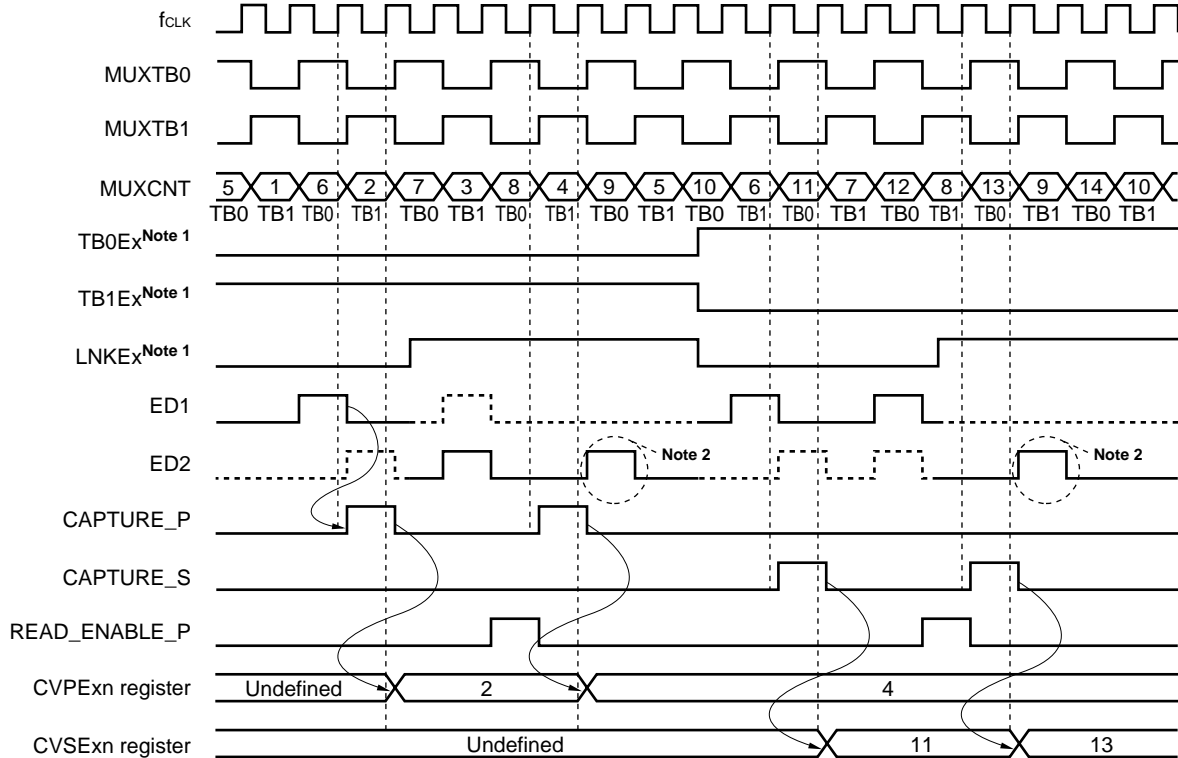 fCLK
MUXTB0
MUXTB1
MUXCNT 5 1 6 2 7 3 8 4 9 5 10 6 11 7 12 8 13 9 14 10
TB0 TB1 TB0 TB1 TB0 TB1 TB0 TB1 TB0 TB1 TB0 TB1 TB0 TB1 TB0 TB1 TB0 TB1 TB0 TB1
TB0ExNote 1
TB1ExNote 1
LNKExNote 1
ED1
ED2 Note 2 Note 2
CAPTURE_P
CAPTURE_S
READ_ENABLE_P
CVPExn register Undefined 2 4
CVSExn register Undefined 11 13